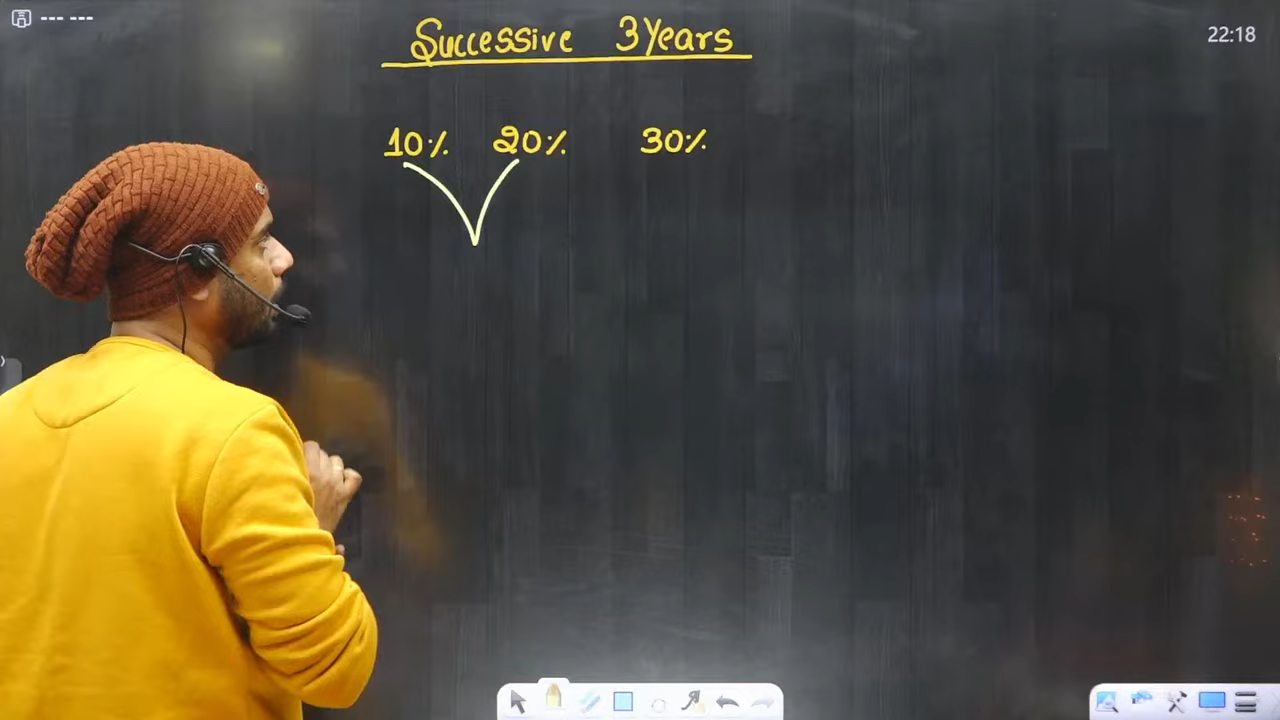 --- ---
22:18
Successive 3Years
10% 20% 30%